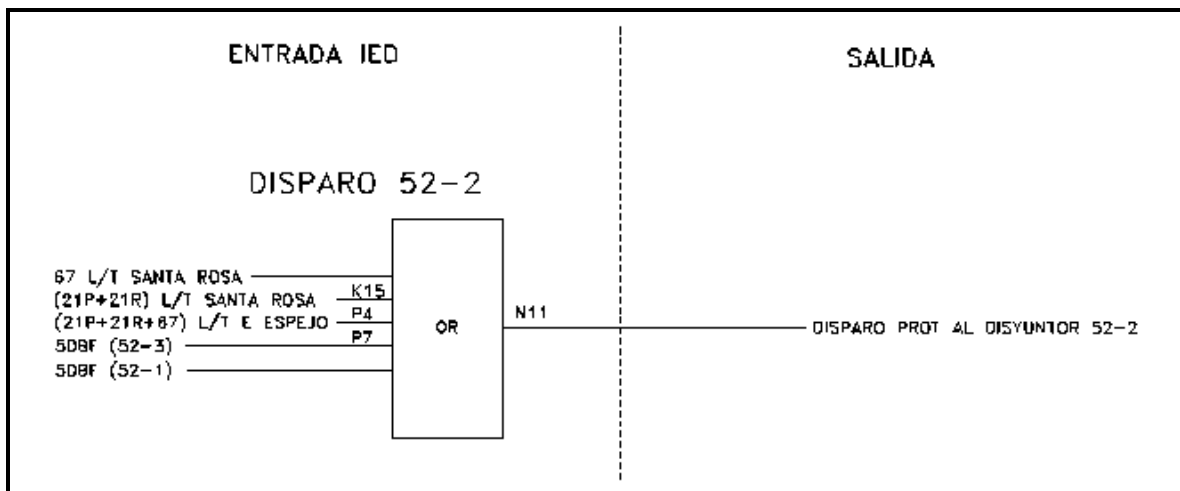 ENTRADA IED
SALIDA
DISPARO 52-2
67 L/T SANTA ROSA
(21P+21R) L/T SANTA ROSA K15
(21P+21R+67) L/T E ESPEJO P4
50BF (52-3) P7
50BF (52-1)
OR
N11
DISPARO PROT AL DISYUNTOR 52-2